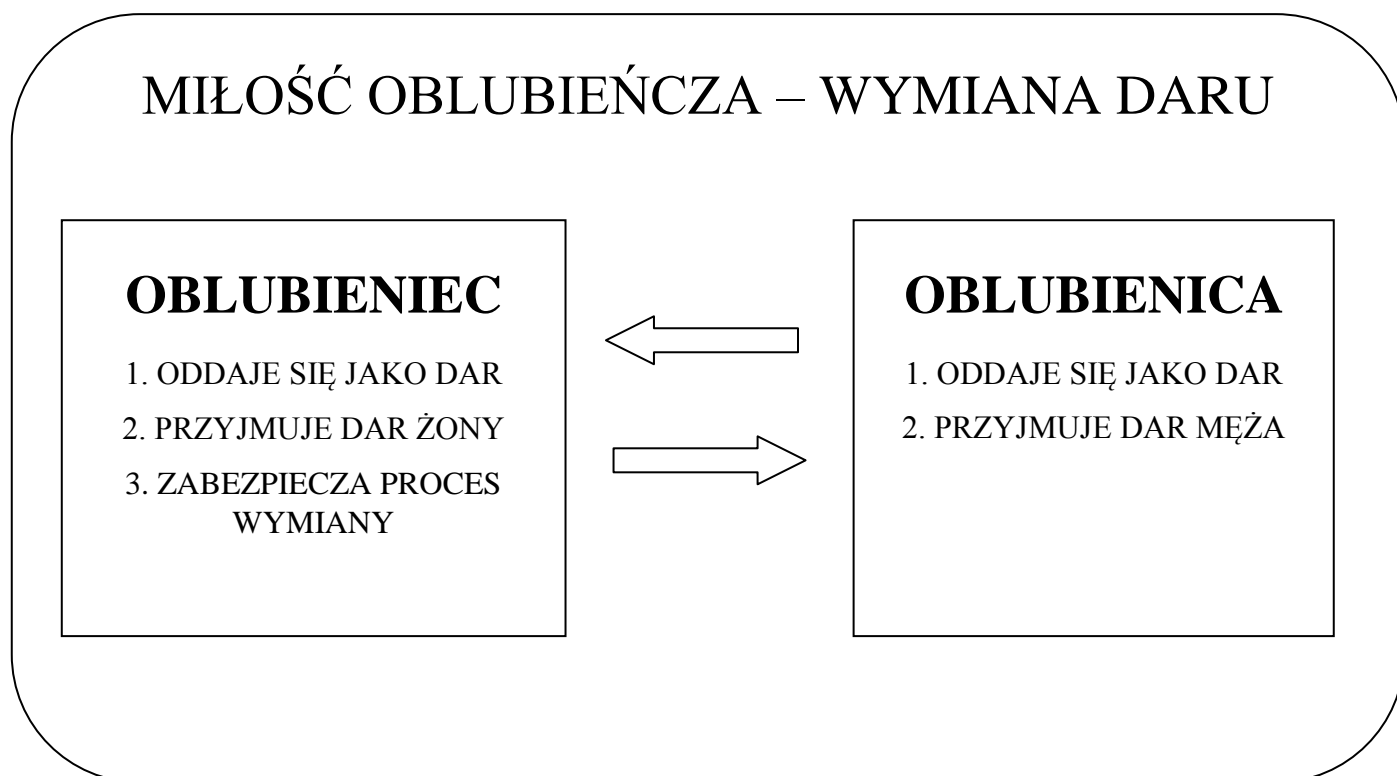 MIŁOŚĆ OBLUBIEŃCZA – WYMIANA DARU
OBLUBIENIEC
1. ODDAJE SIĘ JAKO DAR
2. PRZYJMUJE DAR ŻONY
3. ZABEZPIECZA PROCES
WYMIANY
OBLUBIENICA
1. ODDAJE SIĘ JAKO DAR
2. PRZYJMUJE DAR MĘŻA